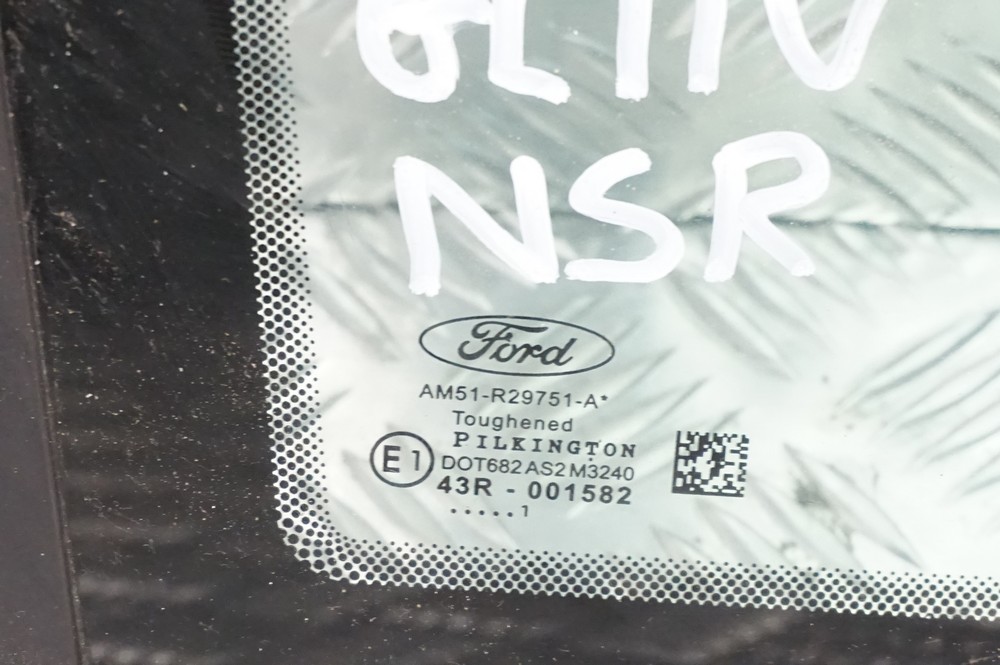 NSR
Ford
AM51-R29751-A*
Toughened
PILKINGTON
E1 DOT682 AS2 M3240
43R - 001582
.....1